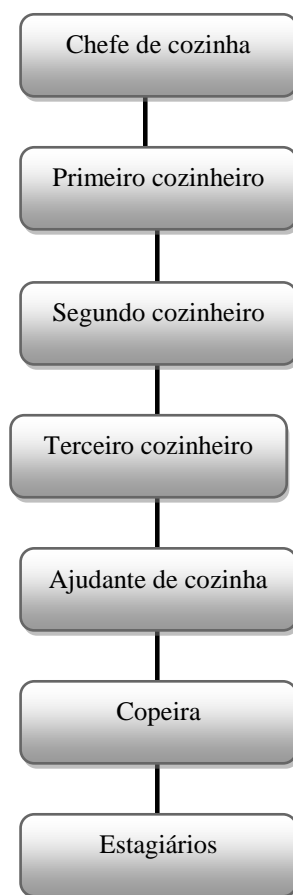 Chefe de cozinha
Primeiro cozinheiro
Segundo cozinheiro
Terceiro cozinheiro
Ajudante de cozinha
Copeira
Estagiários